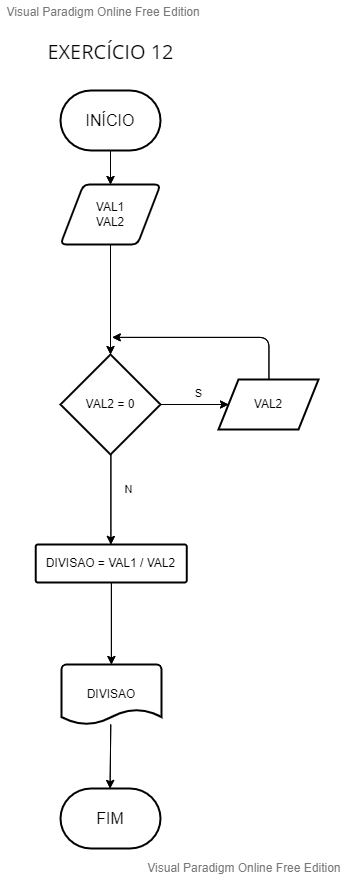 Visual Paradigm Online Free Edition
EXERCÍCIO 12
INÍCIO
VAL1
VAL2
VAL2 = 0
S
VAL2
N
DIVISAO = VAL1 / VAL2
DIVISAO
FIM
Visual Paradigm Online Free Edition